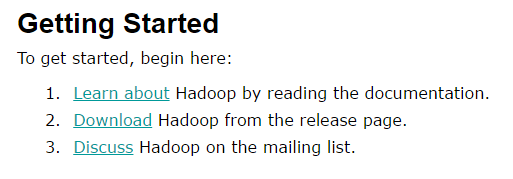 Getting Started
To get started, begin here:
1. Learn about Hadoop by reading the documentation.
2. Download Hadoop from the release page.
3. Discuss Hadoop on the mailing list.